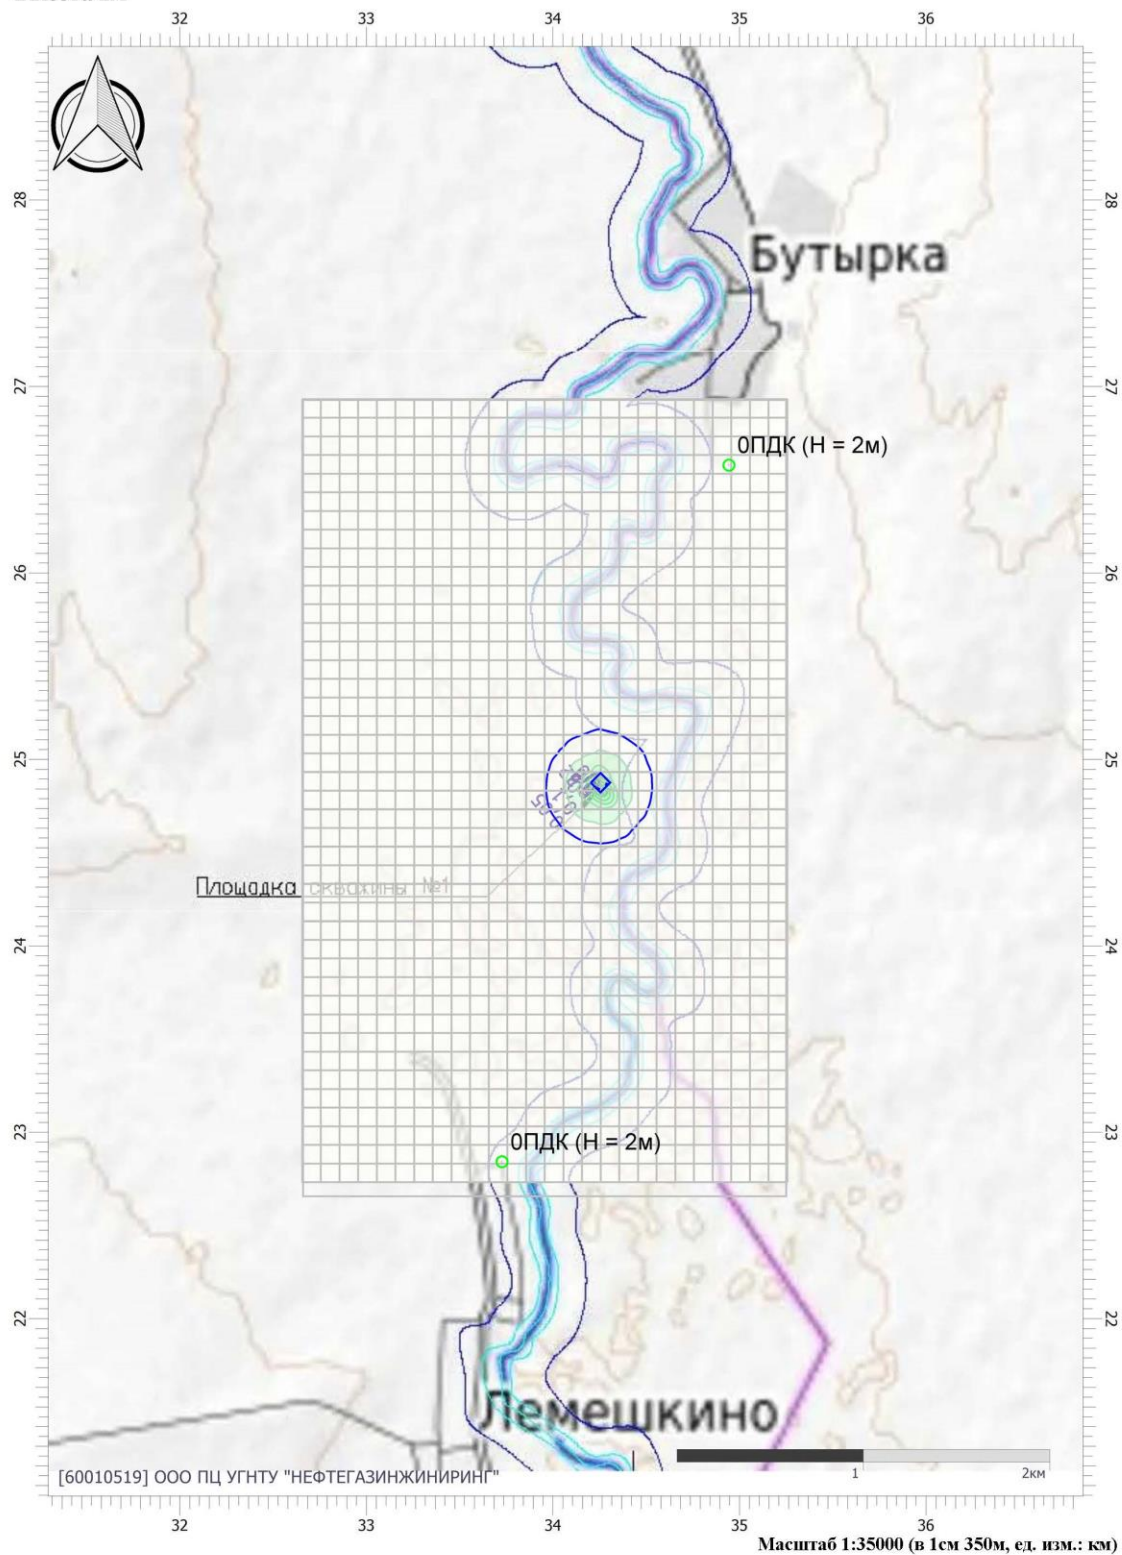 32 33 34 35 36
28 28
Бутырка
27 27
0ПДК (Н = 2м)
26 26
25 25
Площадка скважины №1
24 24
23 23
0ПДК (Н = 2м)
22 22
Лемешкино
[60010519] ООО ПЦ УГНТУ "НЕФТЕГАЗИНЖИНИРИНГ"
1 2км
32 33 34 35 36
Масштаб 1:35000 (в 1см 350м, ед. изм.: км)